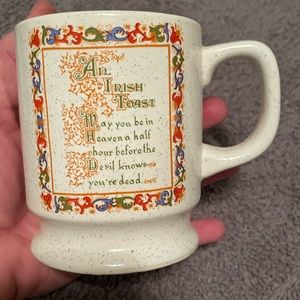 An
Irish
Toast
May you be in
Heaven a half
hour before the
Devil knows
you're dead.